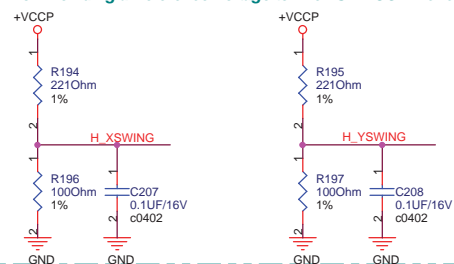 +VCCP
1
R194
221Ohm
1%
2
H_XSWING
1
R196
100Ohm
1%
2
GND
1
C207
0.1UF/16V
2
c0402
GND
+VCCP
1
R195
221Ohm
1%
2
H_YSWING
1
R197
100Ohm
1%
2
GND
1
C208
0.1UF/16V
2
c0402
GND